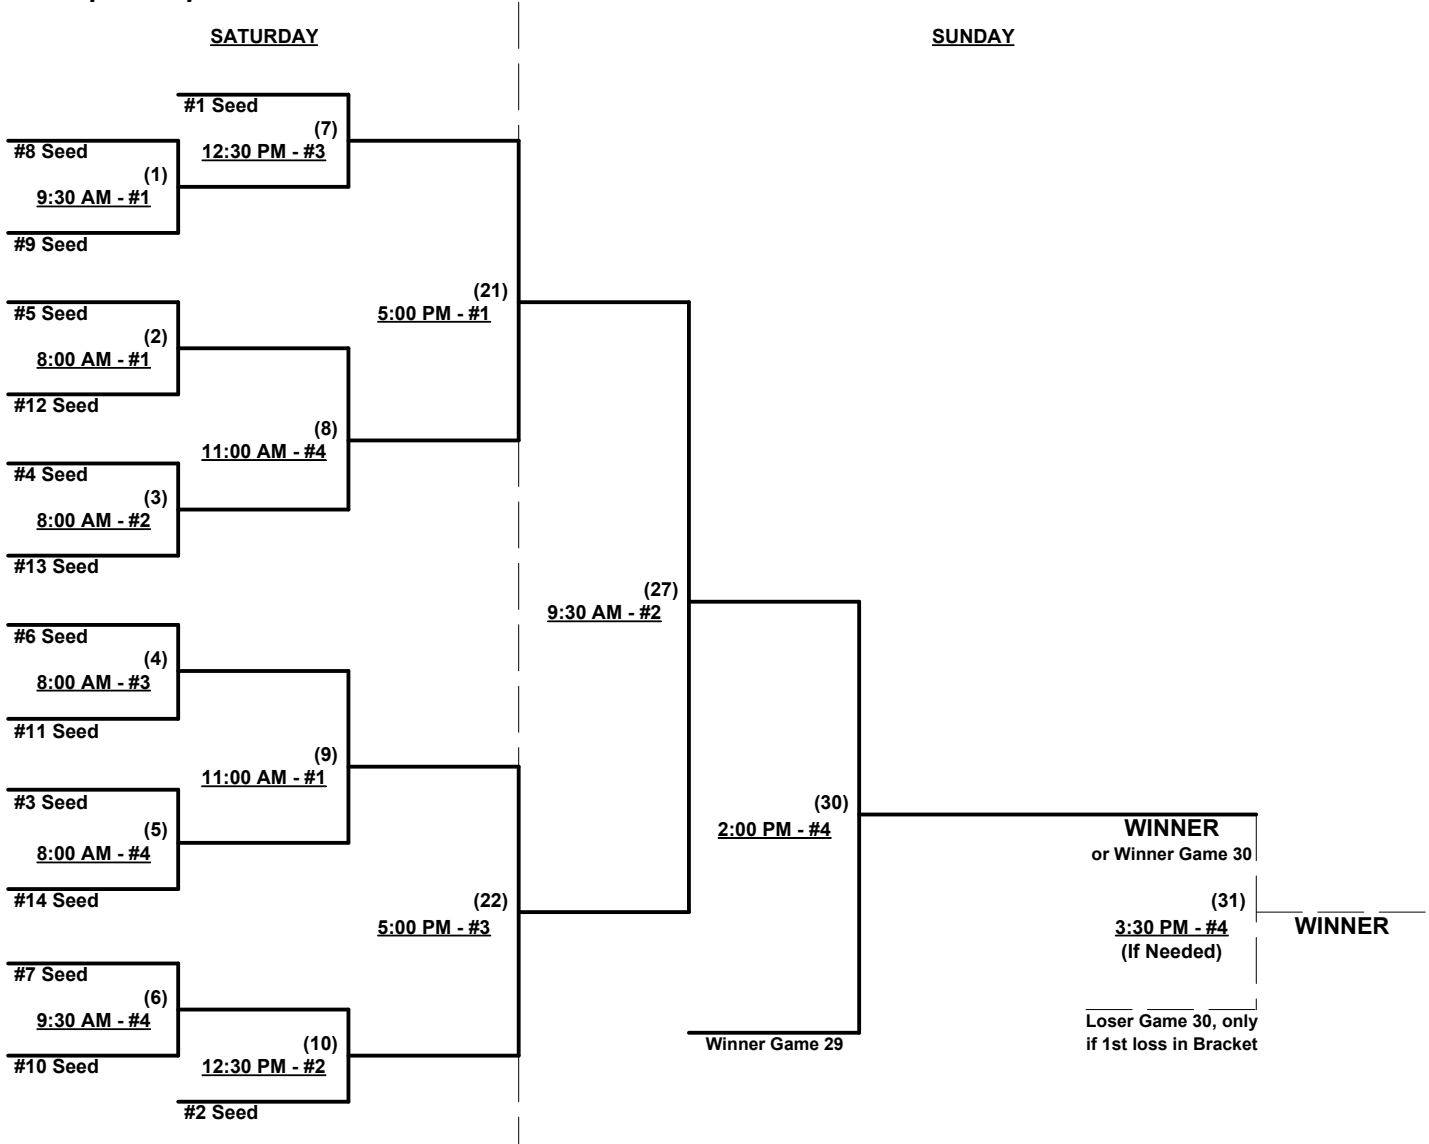 SATURDAY
SUNDAY
#1 Seed
(7)
12:30 PM - #3
#8 Seed
(1)
9:30 AM - #1
#9 Seed
(21)
5:00 PM - #1
#5 Seed
(2)
8:00 AM - #1
#12 Seed
(8)
11:00 AM - #4
#4 Seed
(3)
8:00 AM - #2
#13 Seed
(27)
9:30 AM - #2
#6 Seed
(4)
8:00 AM - #3
#11 Seed
(9)
11:00 AM - #1
#3 Seed
(5)
8:00 AM - #4
#14 Seed
(30)
2:00 PM - #4
WINNER
or Winner Game 30
(22)
5:00 PM - #3
(31)
3:30 PM - #4
(If Needed)
WINNER
#7 Seed
(6)
9:30 AM - #4
#10 Seed
(10)
12:30 PM - #2
#2 Seed
Winner Game 29
Loser Game 30, only
if 1st loss in Bracket